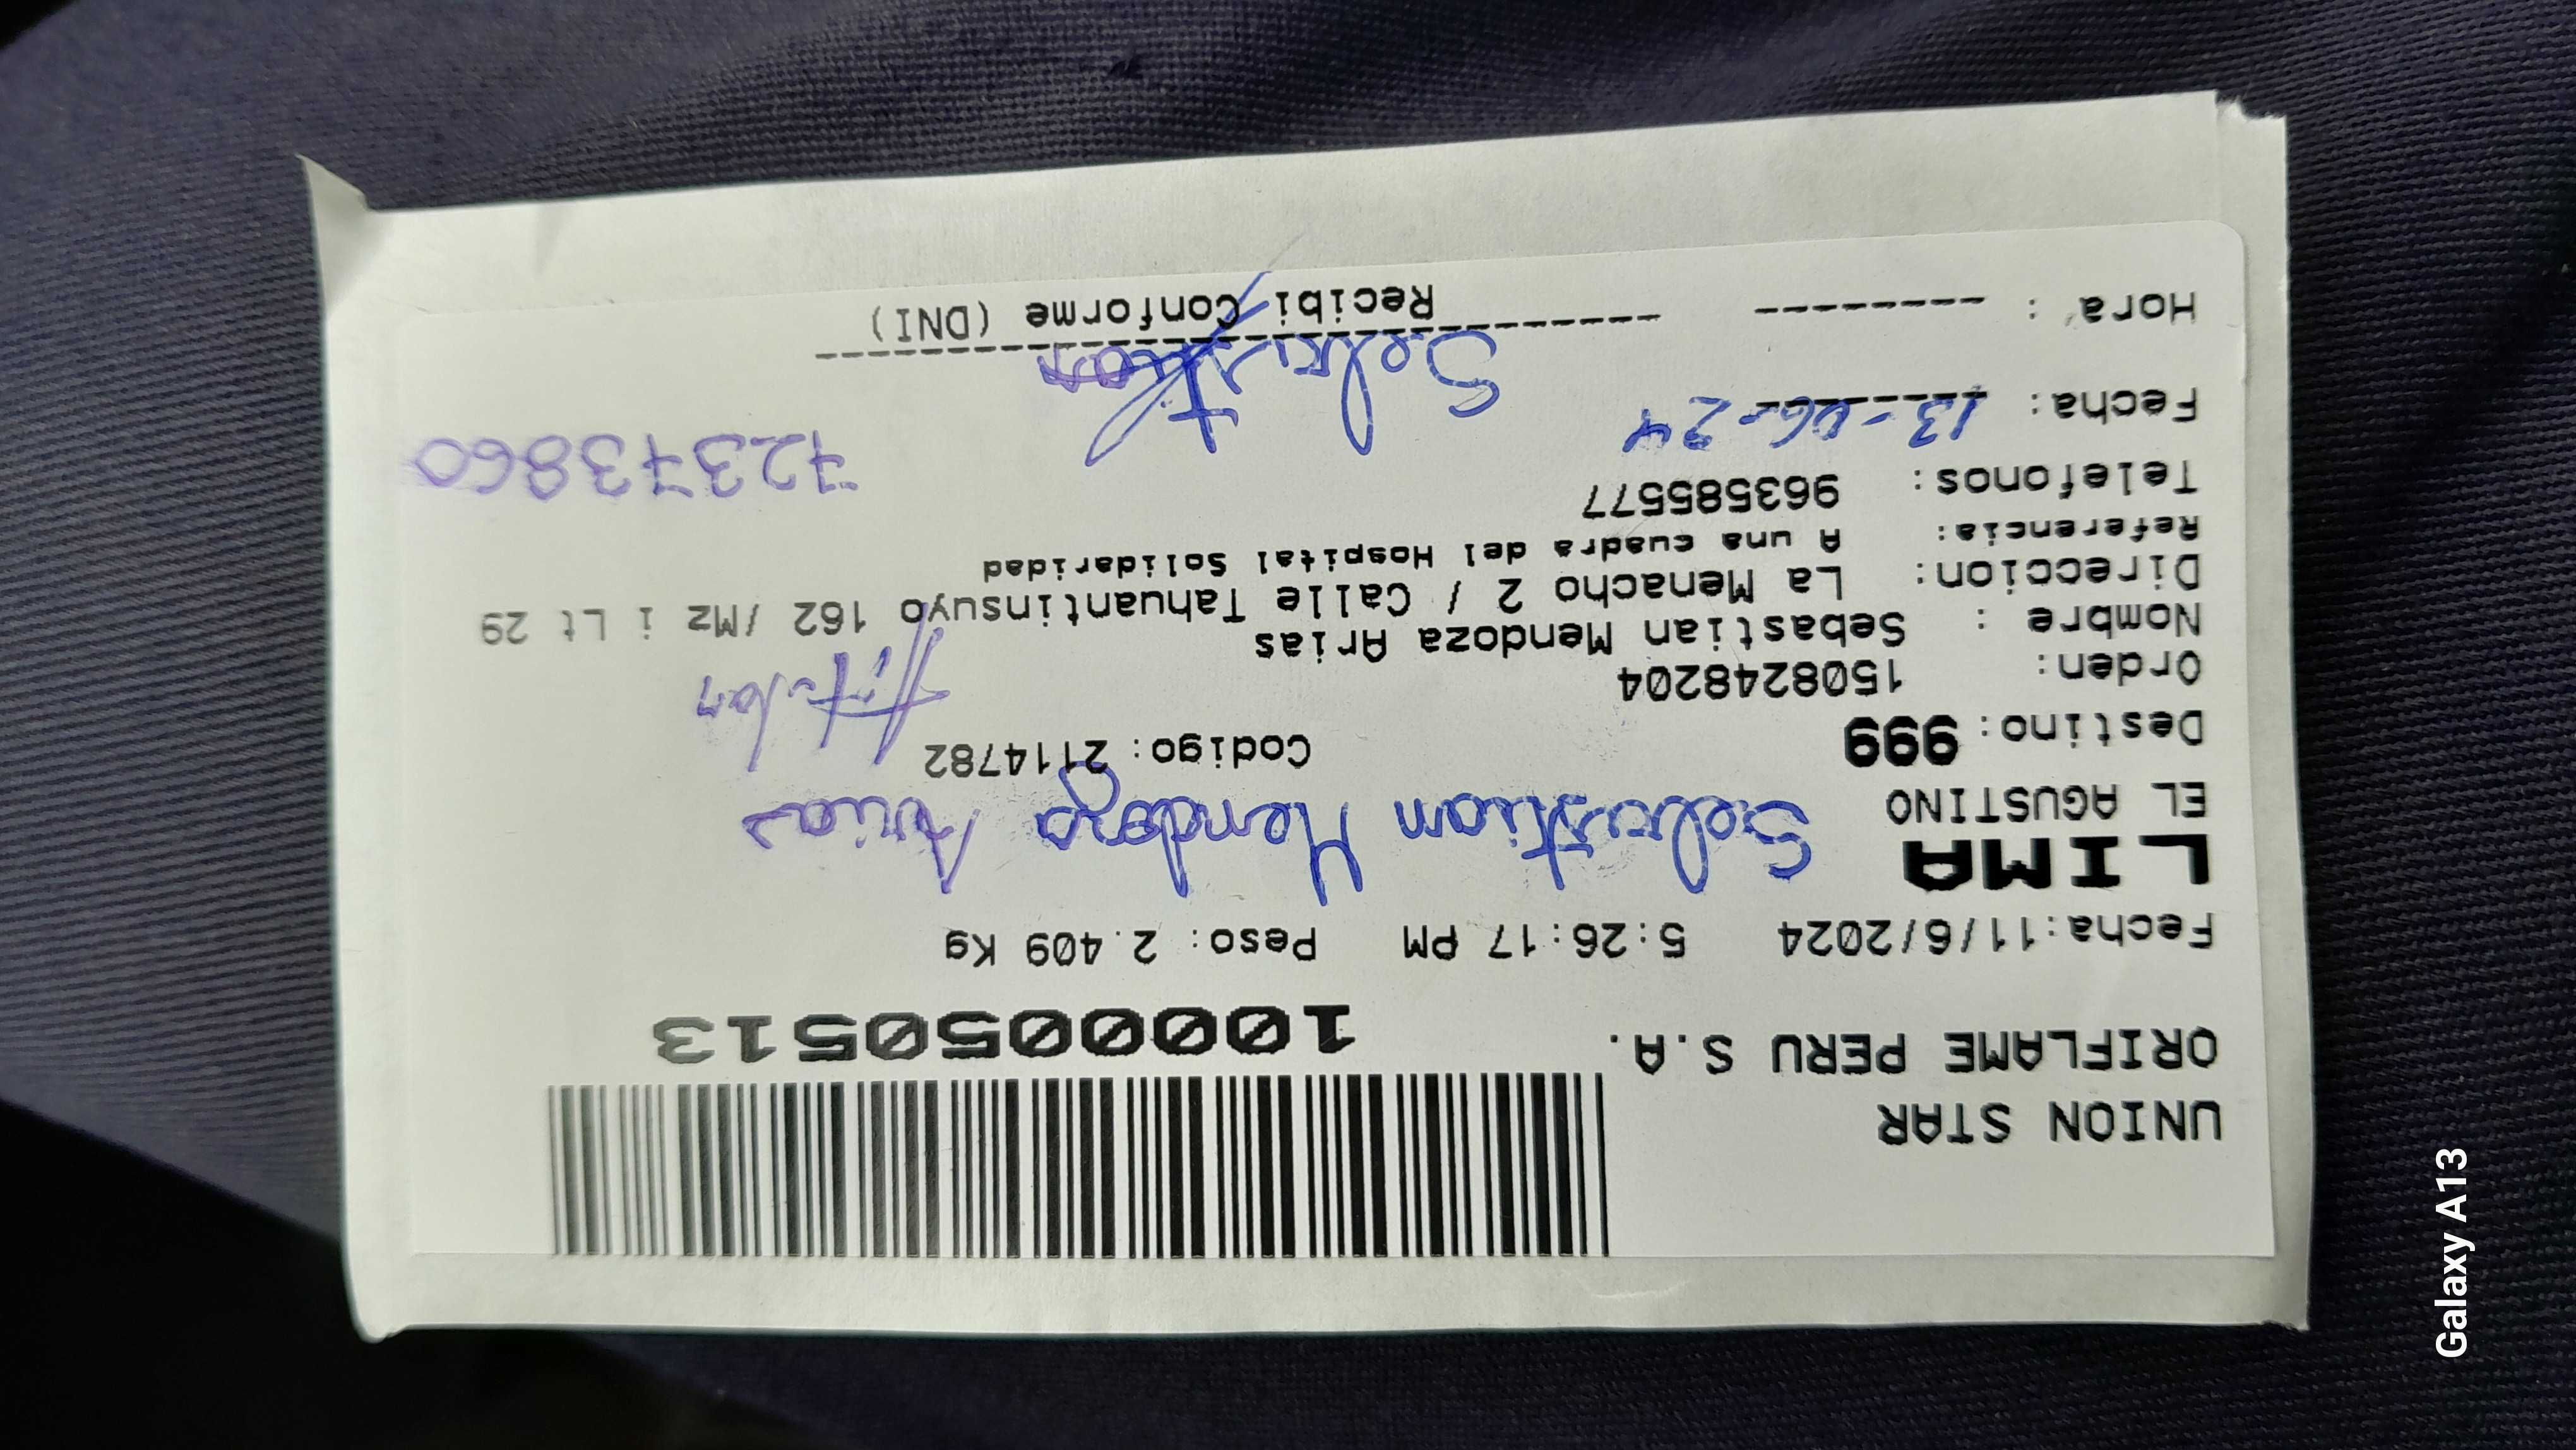 UNION STAR
ORIFLAME PERU S.A.
1000050513
Fecha:11/6/2024 5:26:17 PM Peso: 2.409 Kg
LIMA
Sebastian Mendoza Arias
EL AGUSTINO
Destino: 999 Codigo: 2114782
Orden: 1508248204
Nombre : Sebastian Mendoza Arias
Direccion: La Menacho 2 / Calle Tahuantinsuyo 162 /Mz i Lt 29
Referencia: A una cuadra del Hospital Solidaridad
Telefonos: 963585577
72373860
Fecha: 13-06-24
Sebastian
Hora : --------- ---------------------------
Recibi Conforme (DNI)
Galaxy A13